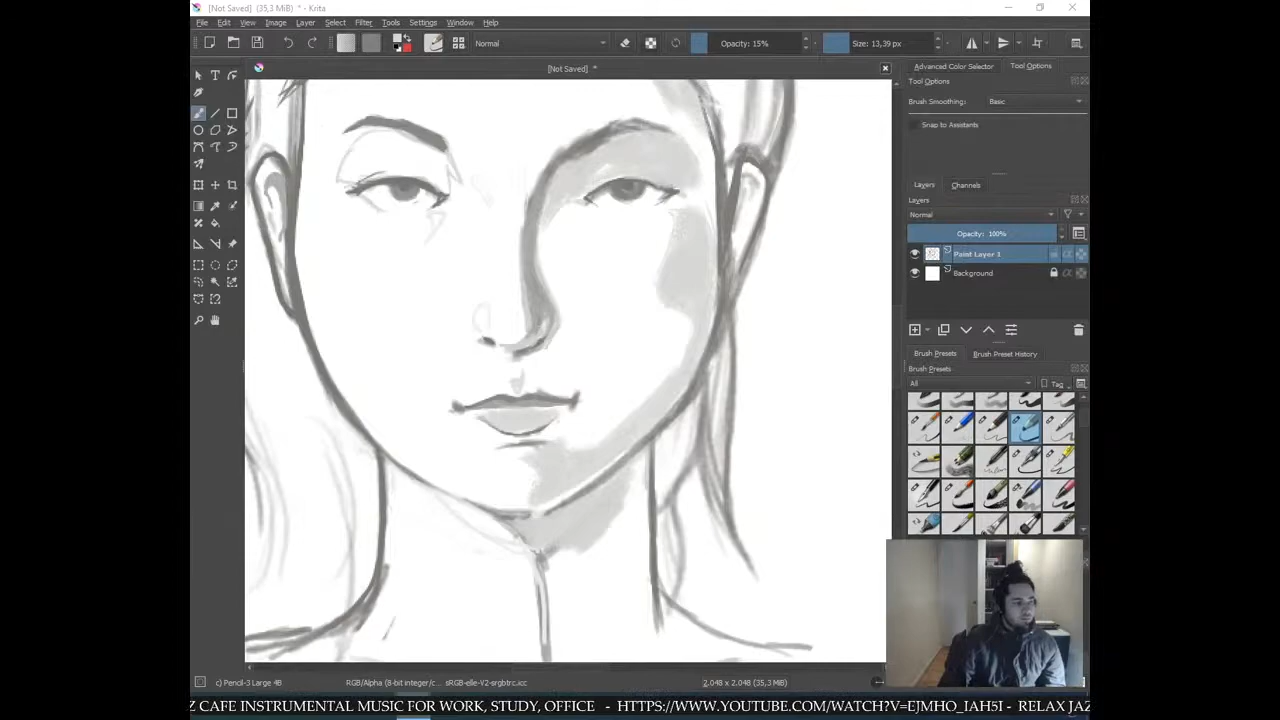 [Not Saved] (35,3 MiB) * - Krita
File Edit View Image Layer Select Filter Tools Settings Window Help
Normal
Opacity: 15%
Size: 13,39 px
[Not Saved] *
Advanced Color Selector
Tool Options
Tool Options
Brush Smoothing: Basic
Snap to Assistants
Layers Channels
Layers
Normal
Opacity: 100%
Paint Layer 1
Background
Brush Presets Brush Preset History
Brush Presets
All
Tag
c) Pencil-3 Large 4B
RGB/Alpha (8-bit integer/c... sRGB-elle-V2-srgbtrc.icc
2.048 x 2.048 (35,3 MiB)
Z CAFE INSTRUMENTAL MUSIC FOR WORK, STUDY, OFFICE - HTTPS://WWW.YOUTUBE.COM/WATCH?V=EJMHO_IAH5I - RELAX JAZ